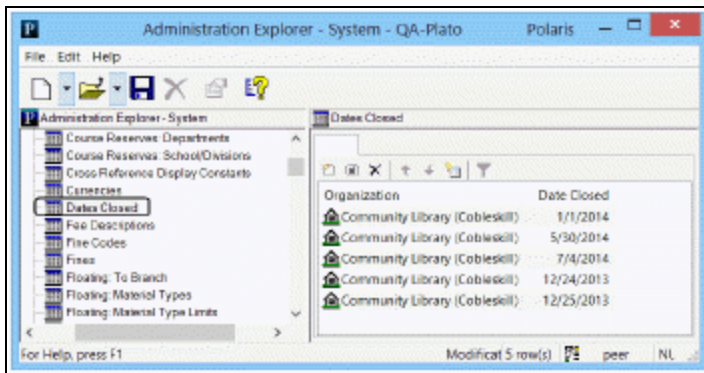 Administration Explorer - System - QA-Plato Polaris
File Edit Help
Administration Explorer - System
Dates Closed
Course Reserves: Departments
Course Reserves: School/Divisions
Cross Reference Display Constants
Currencies
Dates Closed
Fee Descriptions
Fine Codes
Fines
Floating: To Branch
Floating: Material Types
Floating: Material Type Limits
Organization Date Closed
Community Library (Cobleskill) 1/1/2014
Community Library (Cobleskill) 5/30/2014
Community Library (Cobleskill) 7/4/2014
Community Library (Cobleskill) 12/24/2013
Community Library (Cobleskill) 12/25/2013
For Help, press F1
Modificat 5 row(s) peer NL